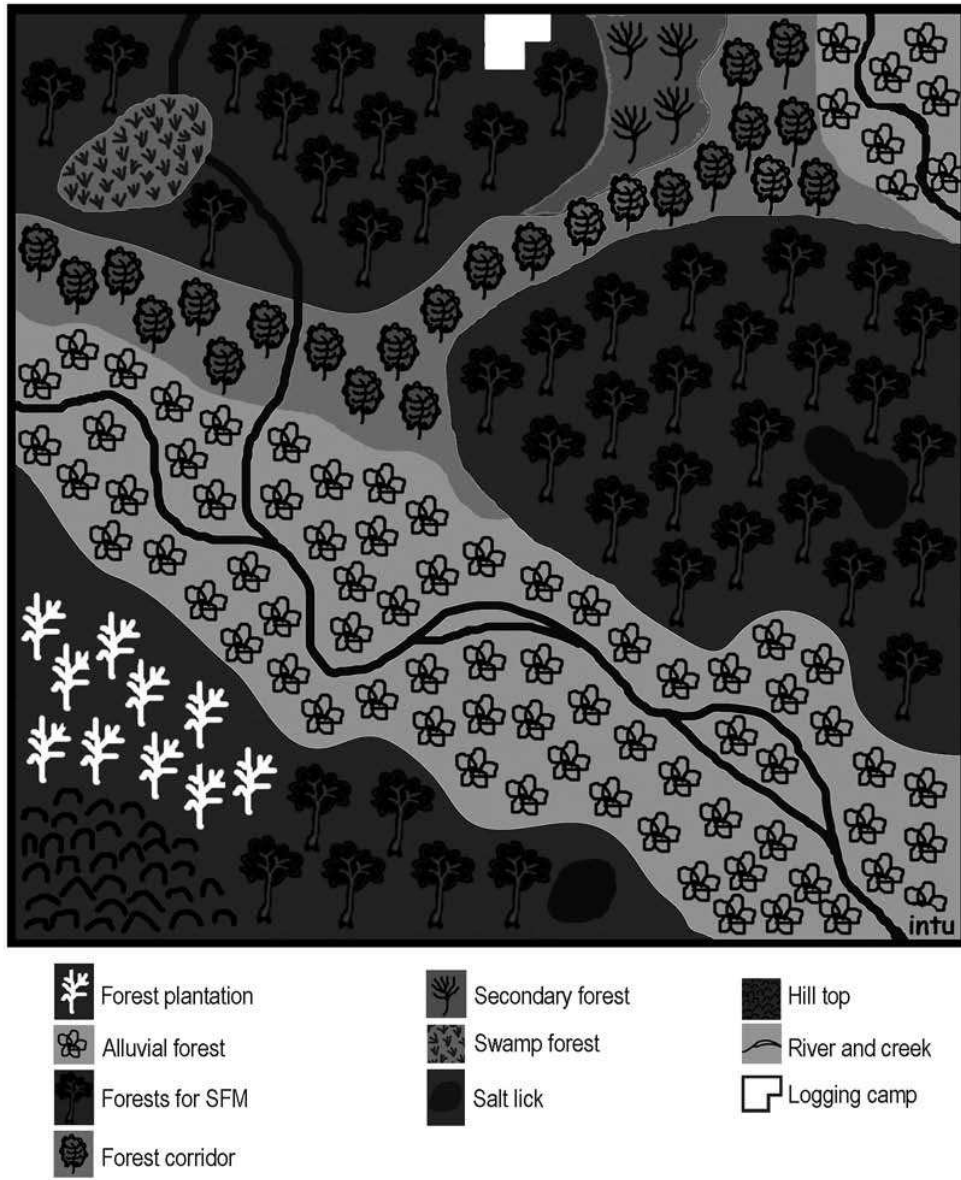 intu
Forest plantation
Alluvial forest
Forests for SFM
Forest corridor
Secondary forest
Swamp forest
Salt lick
Hill top
River and creek
Logging camp